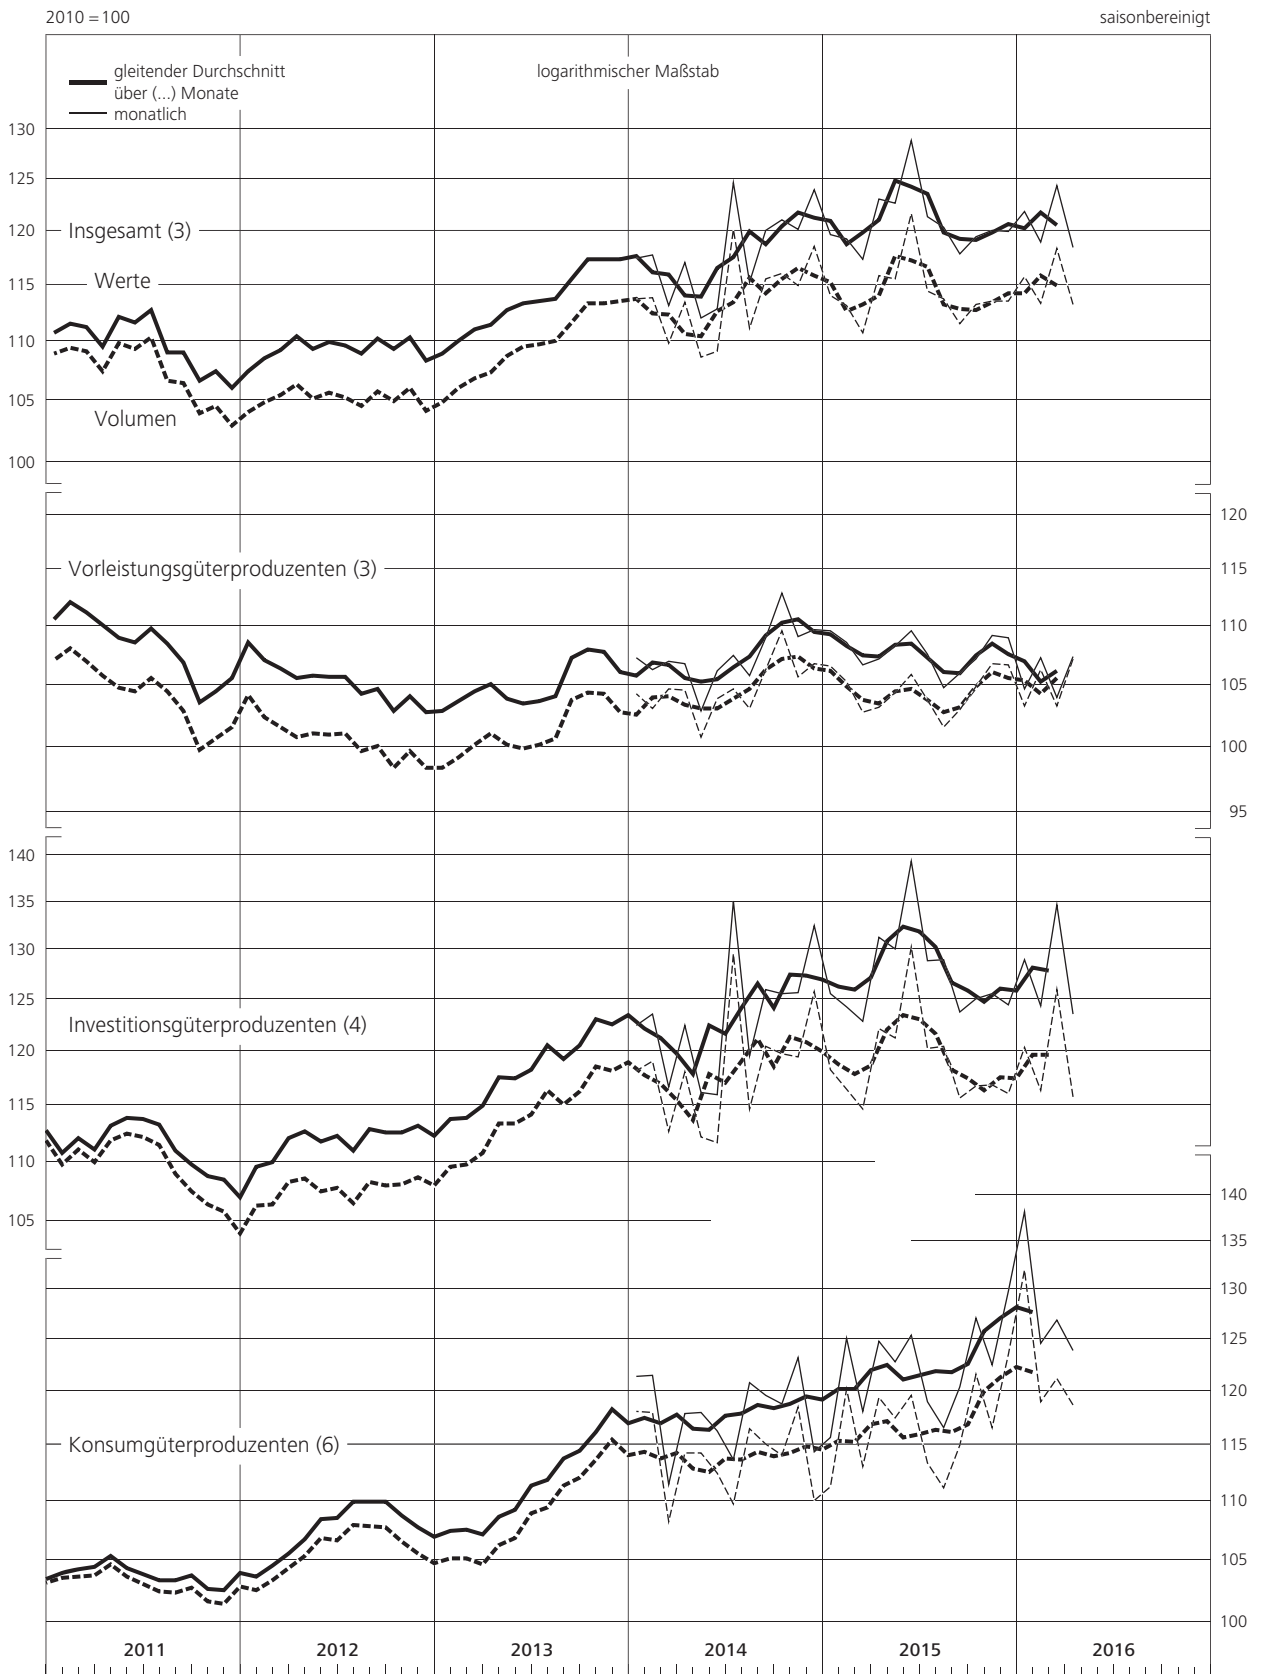 2010 = 100
saisonbereinigt
gleitender Durchschnitt
über (...) Monate
monatlich
logarithmischer Maßstab
130
125
120
115
110
105
100
Insgesamt (3)
Werte
Volumen
120
115
110
105
100
95
Vorleistungsgüterproduzenten (3)
140
135
130
125
120
115
110
105
Investitionsgüterproduzenten (4)
140
135
130
125
120
115
110
105
100
Konsumgüterproduzenten (6)
2011 2012 2013 2014 2015 2016